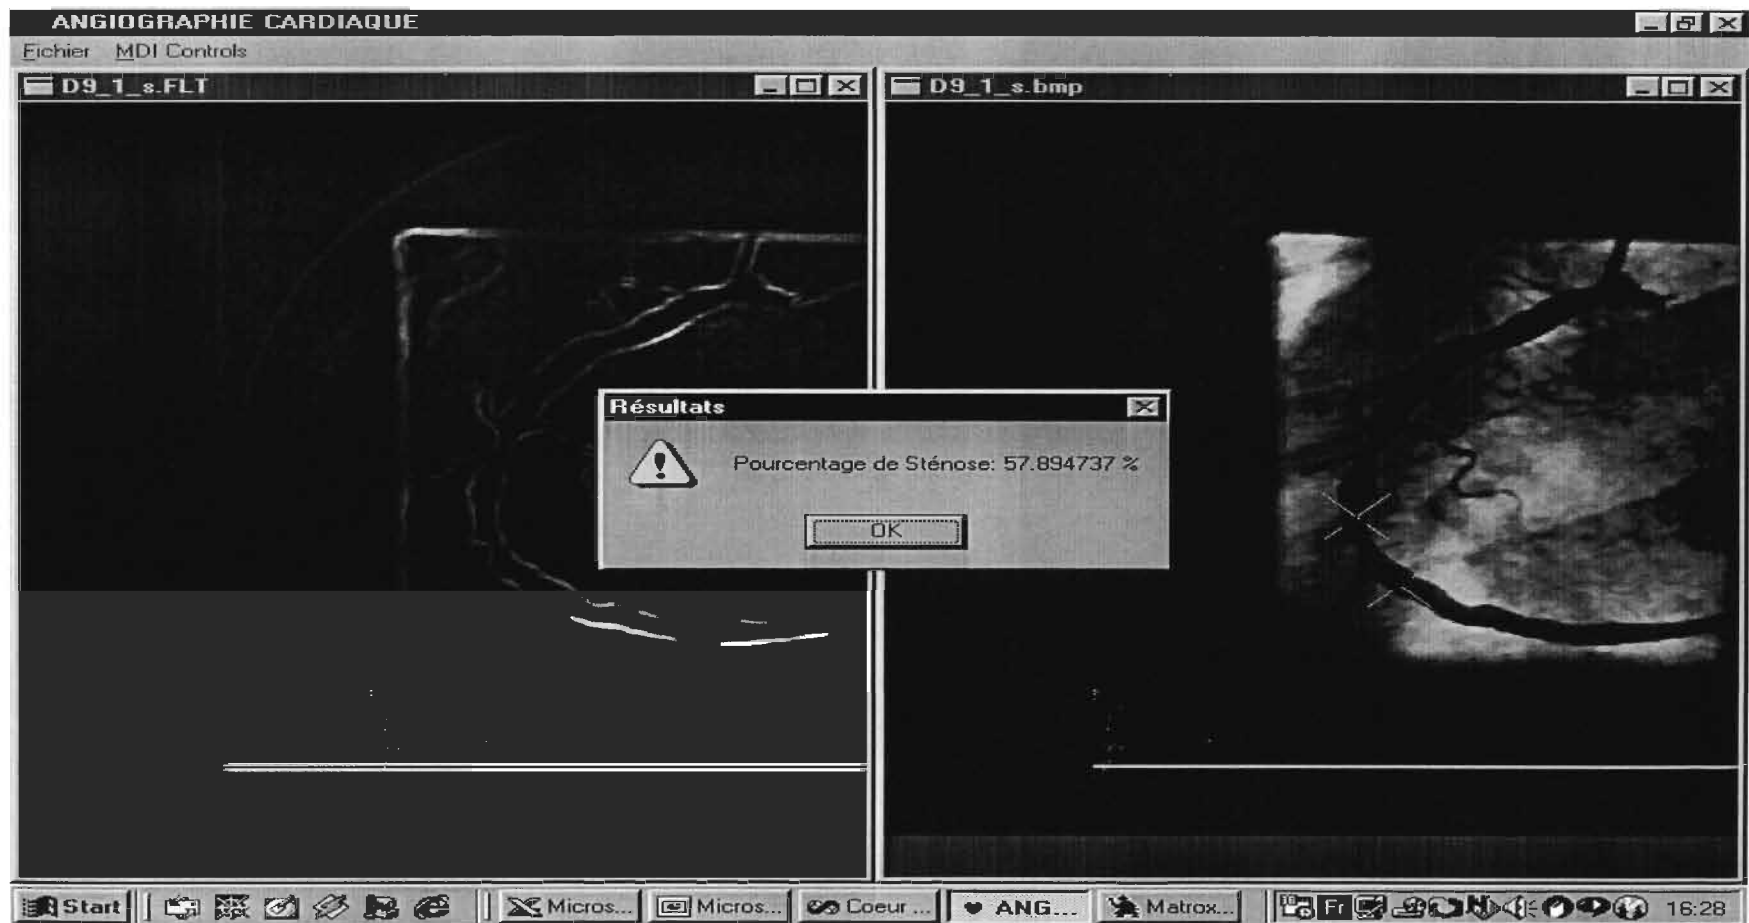 ANGIOGRAPHIE CARDIAQUE
Fichier MDI Controls
D9_1_s.FLT
D9_1_s.bmp
Résultats
Pourcentage de Sténose: 57.894737 %
OK
Start Micros... Micros... Coeur ... ANG... Matrox... Fr 16:28